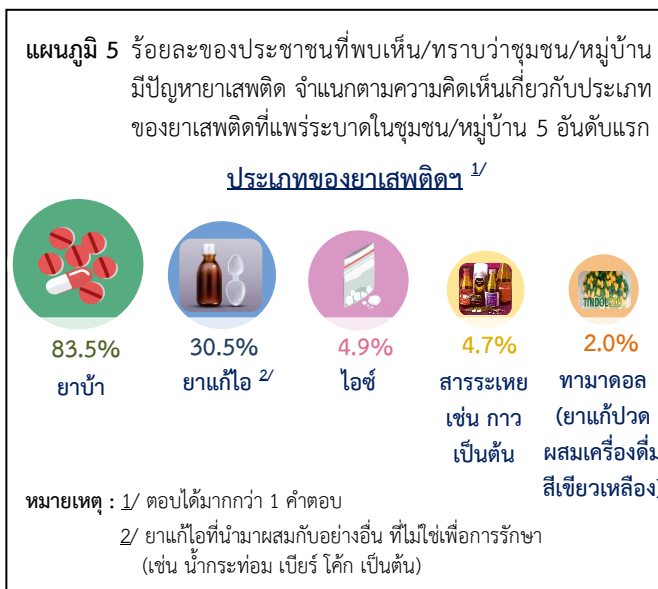 แผนภูมิ 5 ร้อยละของประชาชนที่พบเห็น/ทราบว่าชุมชน/หมู่บ้าน
มีปัญหายาเสพติด จำแนกตามความคิดเห็นเกี่ยวกับประเภท
ของยาเสพติดที่แพร่ระบาดในชุมชน/หมู่บ้าน 5 อันดับแรก
ประเภทของยาเสพติดฯ 1/
83.5%
ยาบ้า
30.5%
ยาแก้ไอ 2/
4.9%
ไอซ์
4.7%
สารระเหย
เช่น กาว
เป็นต้น
2.0%
ทามาดอล
(ยาแก้ปวด
ผสมเครื่องดื่ม
สีเขียวเหลือง)
หมายเหตุ : 1/ ตอบได้มากกว่า 1 คำตอบ
2/ ยาแก้ไอที่นำมาผสมกับอย่างอื่น ที่ไม่ใช่เพื่อการรักษา
(เช่น น้ำกระท่อม เบียร์ โค้ก เป็นต้น)